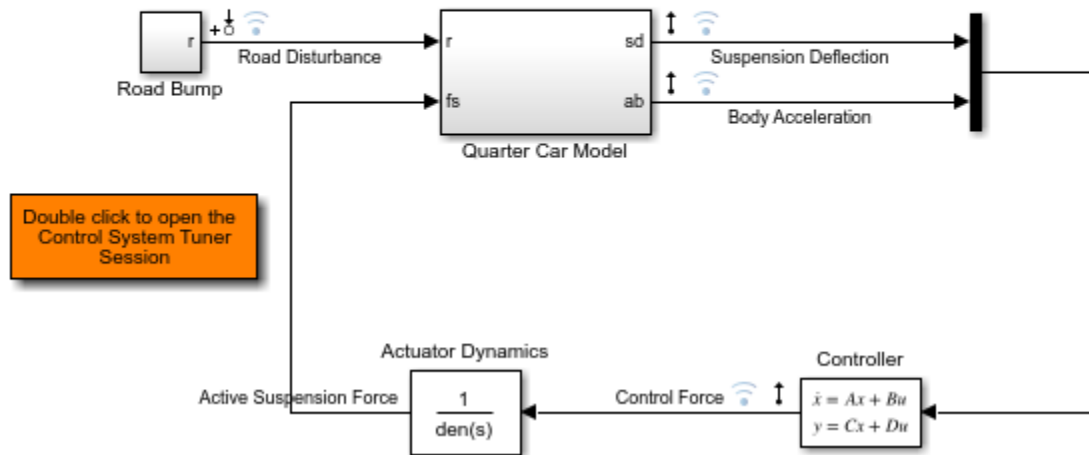 r
Road Disturbance
Road Bump
r
fs
sd
ab
Quarter Car Model
Suspension Deflection
Body Acceleration
Double click to open the
Control System Tuner
Session
Actuator Dynamics
Active Suspension Force
1
den(s)
Control Force
Controller
ẋ = Ax + Bu
y = Cx + Du